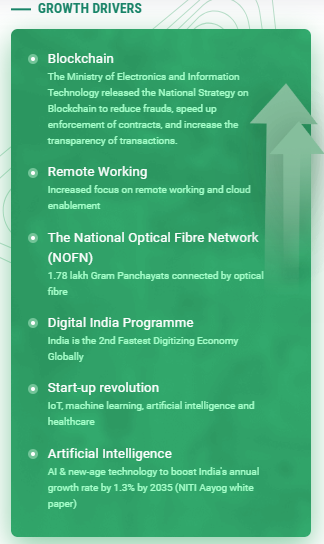 GROWTH DRIVERS
Blockchain
The Ministry of Electronics and Information
Technology released the National Strategy on
Blockchain to reduce frauds, speed up
enforcement of contracts, and increase the
transparency of transactions.
Remote Working
Increased focus on remote working and cloud
enablement
The National Optical Fibre Network
(NOFN)
1.78 lakh Gram Panchayats connected by optical
fibre
Digital India Programme
India is the 2nd Fastest Digitizing Economy
Globally
Start-up revolution
IoT, machine learning, artificial intelligence and
healthcare
Artificial Intelligence
AI & new-age technology to boost India's annual
growth rate by 1.3% by 2035 (NITI Aayog white
paper)